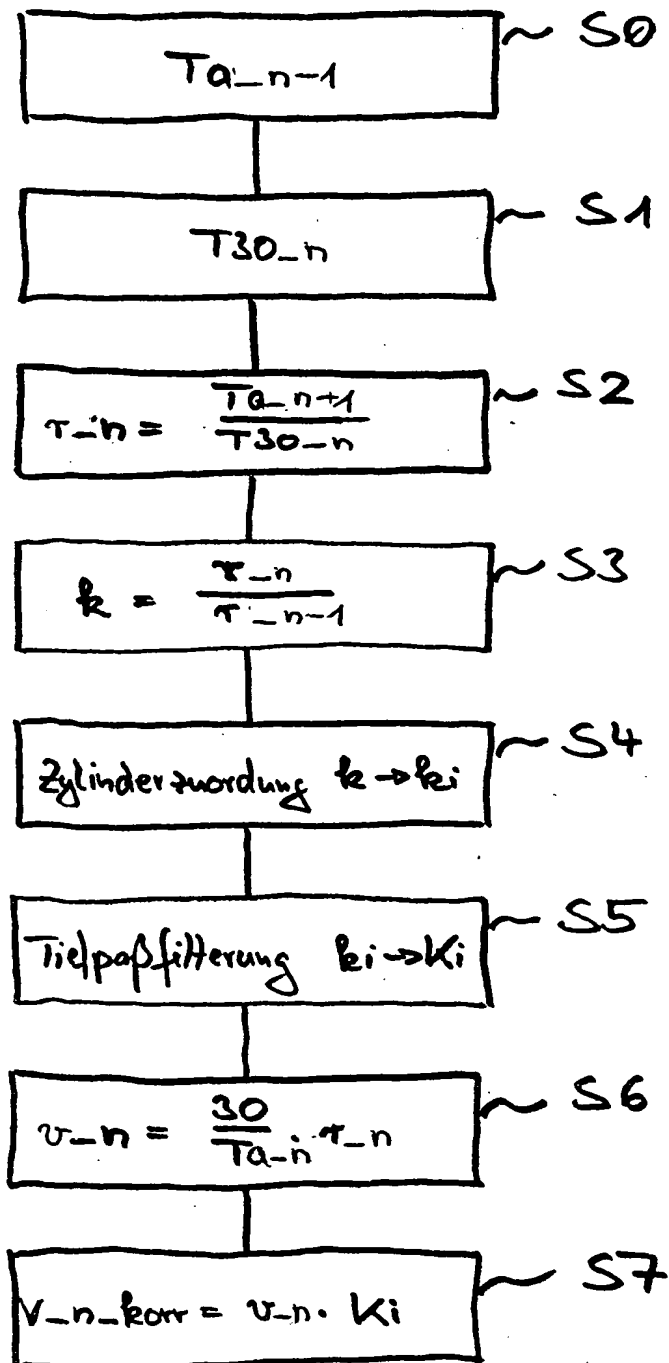 Ta_n-1
S0
T30_n
S1
τ_n = Ta_n+1 / T30_n
S2
k = τ_n / τ_n-1
S3
Zylinderzuordung k → ki
S4
Tiefpaßfilterung ki → Ki
S5
v_n = 30 / Ta_n · τ_n
S6
v_n_korr = v_n · Ki
S7